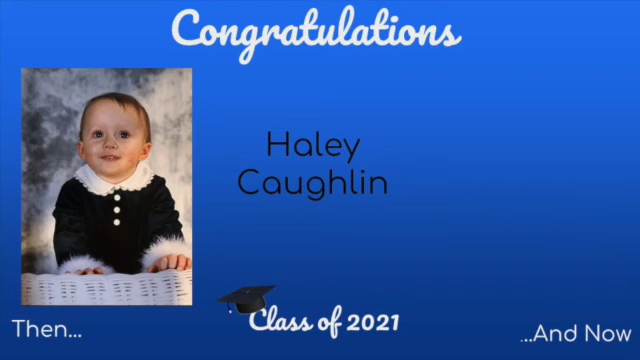 Congratulations
Haley
Caughlin
Class of 2021
Then...
...And Now